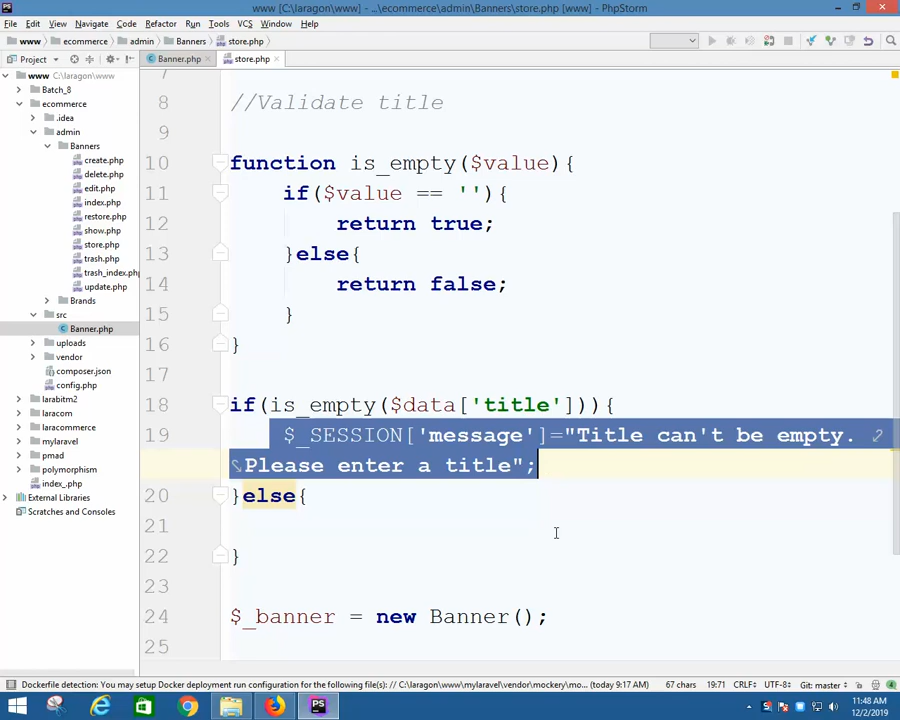 www [C:\laragon\www] - ...\ecommerce\admin\Banners\store.php [www] - PhpStorm
File Edit View Navigate Code Refactor Run Tools VCS Window Help
www ecommerce admin Banners store.php
Project
Banner.php
store.php
www C:\laragon\www
Batch_8
ecommerce
.idea
admin
Banners
create.php
delete.php
edit.php
index.php
restore.php
show.php
store.php
trash.php
trash_index.php
update.php
Brands
src
Banner.php
uploads
vendor
composer.json
config.php
larabitm2
laracom
laracommerce
mylaravel
pmad
polymorphism
index_.php
External Libraries
Scratches and Consoles
7
8 //Validate title
9
10 function is_empty($value){
11 if($value == ''){
12 return true;
13 }else{
14 return false;
15 }
16 }
17
18 if(is_empty($data['title'])){
19 $_SESSION['message']="Title can't be empty.
Please enter a title";
20 }else{
21
22 }
23
24 $_banner = new Banner();
25
Dockerfile detection: You may setup Docker deployment run configuration for the following file(s): // C:\laragon\www\mylaravel\vendor\mockery\mo... (today 9:17 AM) 67 chars 19:71 CRLF UTF-8 Git: master
11:48 AM
12/2/2019